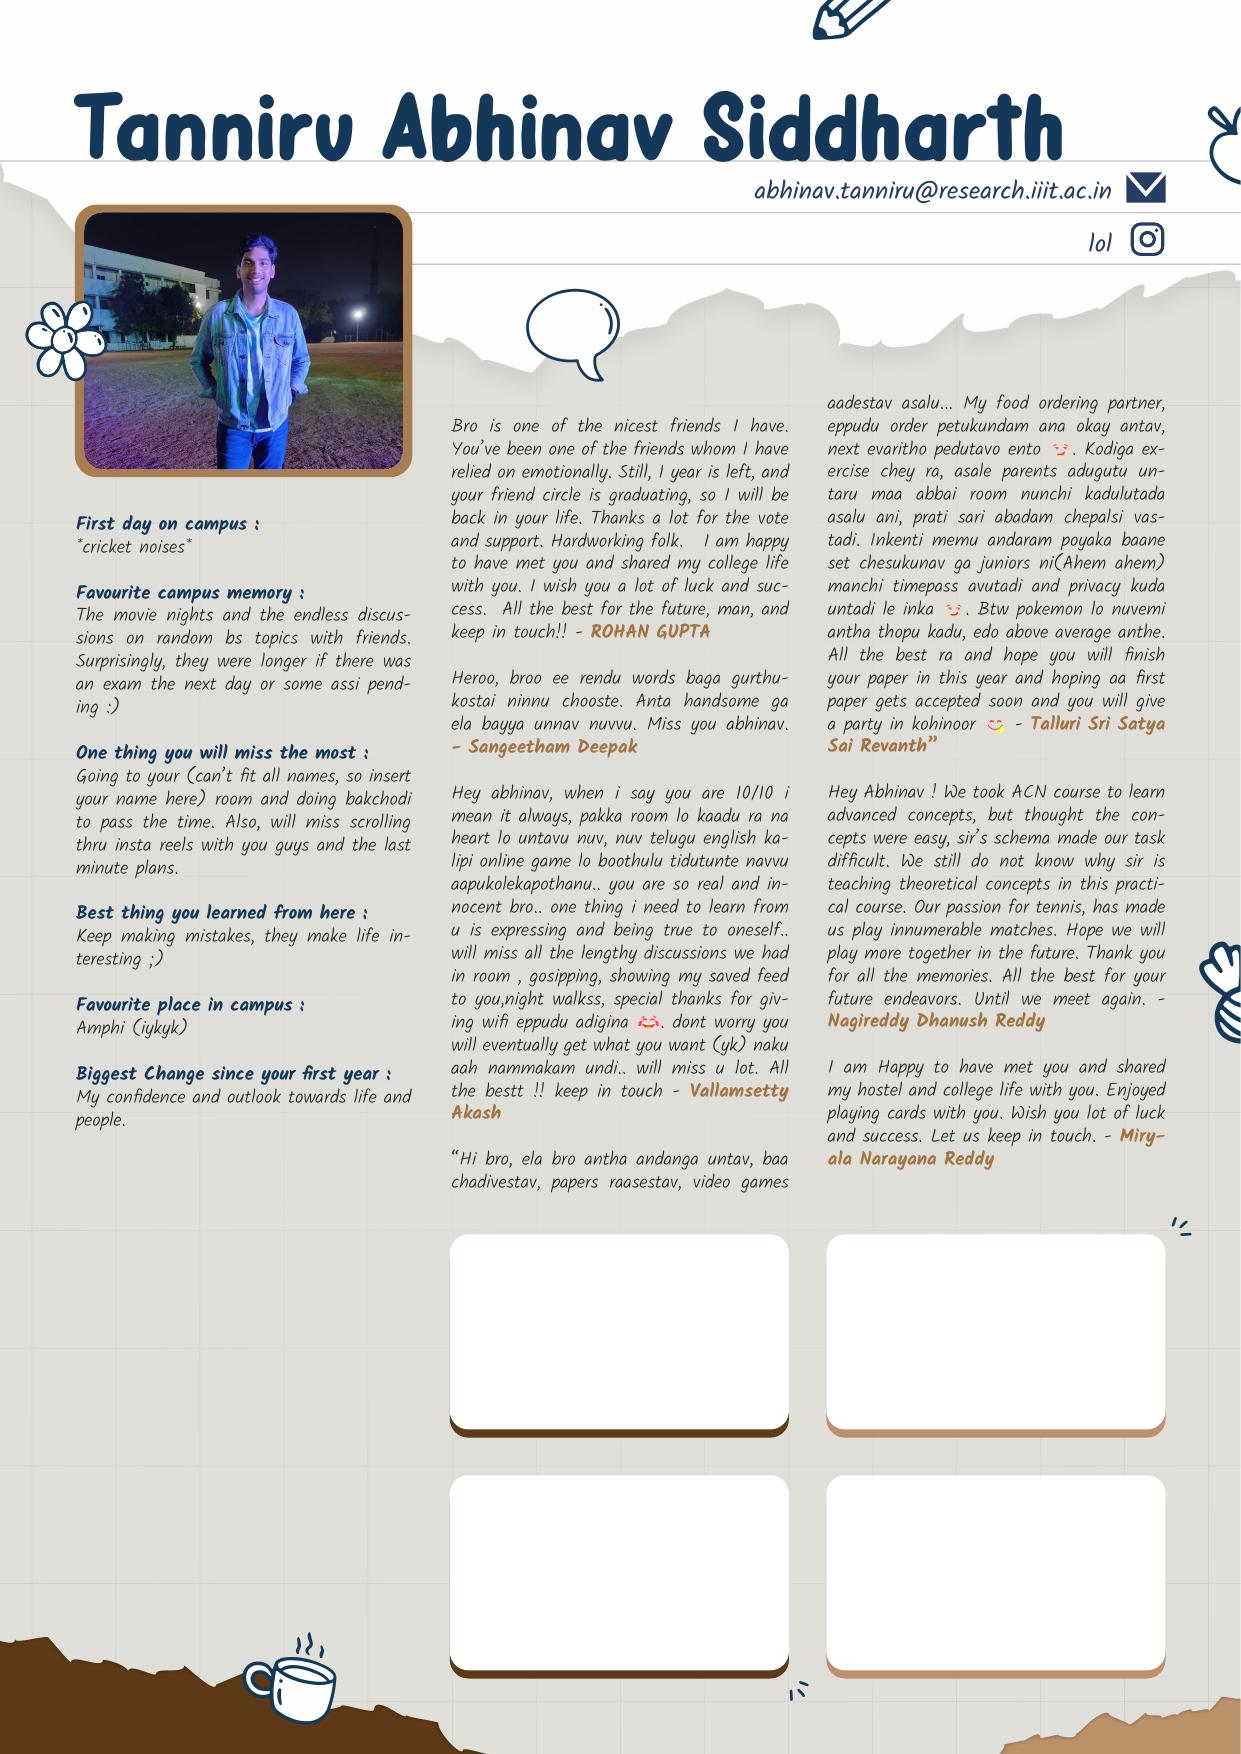 Tanniru Abhinav Siddharth
abhinav.tanniru@research.iiit.ac.in
lol
First day on campus :
*cricket noises*
Favourite campus memory :
The movie nights and the endless discus-
sions on random bs topics with friends.
Surprisingly, they were longer if there was
an exam the next day or some assi pend-
ing :)
One thing you will miss the most :
Going to your (can't fit all names, so insert
your name here) room and doing bakchodi
to pass the time. Also, will miss scrolling
thru insta reels with you guys and the last
minute plans.
Best thing you learned from here :
Keep making mistakes, they make life in-
teresting ;)
Favourite place in campus :
Amphi (iykyk)
Biggest Change since your first year :
My confidence and outlook towards life and
people.
Bro is one of the nicest friends I have.
You've been one of the friends whom I have
relied on emotionally. Still, 1 year is left, and
your friend circle is graduating, so I will be
back in your life. Thanks a lot for the vote
and support. Hardworking folk. I am happy
to have met you and shared my college life
with you. I wish you a lot of luck and suc-
cess. All the best for the future, man, and
keep in touch!! - ROHAN GUPTA
Heroo, broo ee rendu words baga gurthu-
kostai ninnu chooste. Anta handsome ga
ela bayya unnav nuvvu. Miss you abhinav.
- Sangeetham Deepak
Hey abhinav, when i say you are 10/10 i
mean it always, pakka room lo kaadu ra na
heart lo untavu nuv, nuv telugu english ka-
lipi online game lo boothulu tidutunte navvu
aapukolekapothanu.. you are so real and in-
nocent bro.. one thing i need to learn from
u is expressing and being true to oneself..
will miss all the lengthy discussions we had
in room , gosipping, showing my saved feed
to you,night walkss, special thanks for giv-
ing wifi eppudu adigina 😂. dont worry you
will eventually get what you want (yk) naku
aah nammakam undi.. will miss u lot. All
the bestt !! keep in touch - Vallamsetty
Akash
“Hi bro, ela bro antha andanga untav, baa
chadivestav, papers raasestav, video games
aadestav asalu... My food ordering partner,
eppudu order petukundam ana okay antav,
next evaritho pedutavo ento 😏. Kodiga ex-
ercise chey ra, asale parents adugutu un-
taru maa abbai room nunchi kadulutada
asalu ani, prati sari abadam chepalsi vas-
tadi. Inkenti memu andaram poyaka baane
set chesukunav ga juniors ni(Ahem ahem)
manchi timepass avutadi and privacy kuda
untadi le inka 😏. Btw pokemon lo nuvemi
antha thopu kadu, edo above average anthe.
All the best ra and hope you will finish
your paper in this year and hoping aa first
paper gets accepted soon and you will give
a party in kohinoor 😋 - Talluri Sri Satya
Sai Revanth”
Hey Abhinav ! We took ACN course to learn
advanced concepts, but thought the con-
cepts were easy, sir's schema made our task
difficult. We still do not know why sir is
teaching theoretical concepts in this practi-
cal course. Our passion for tennis, has made
us play innumerable matches. Hope we will
play more together in the future. Thank you
for all the memories. All the best for your
future endeavors. Until we meet again. -
Nagireddy Dhanush Reddy
I am Happy to have met you and shared
my hostel and college life with you. Enjoyed
playing cards with you. Wish you lot of luck
and success. Let us keep in touch. - Miry-
ala Narayana Reddy